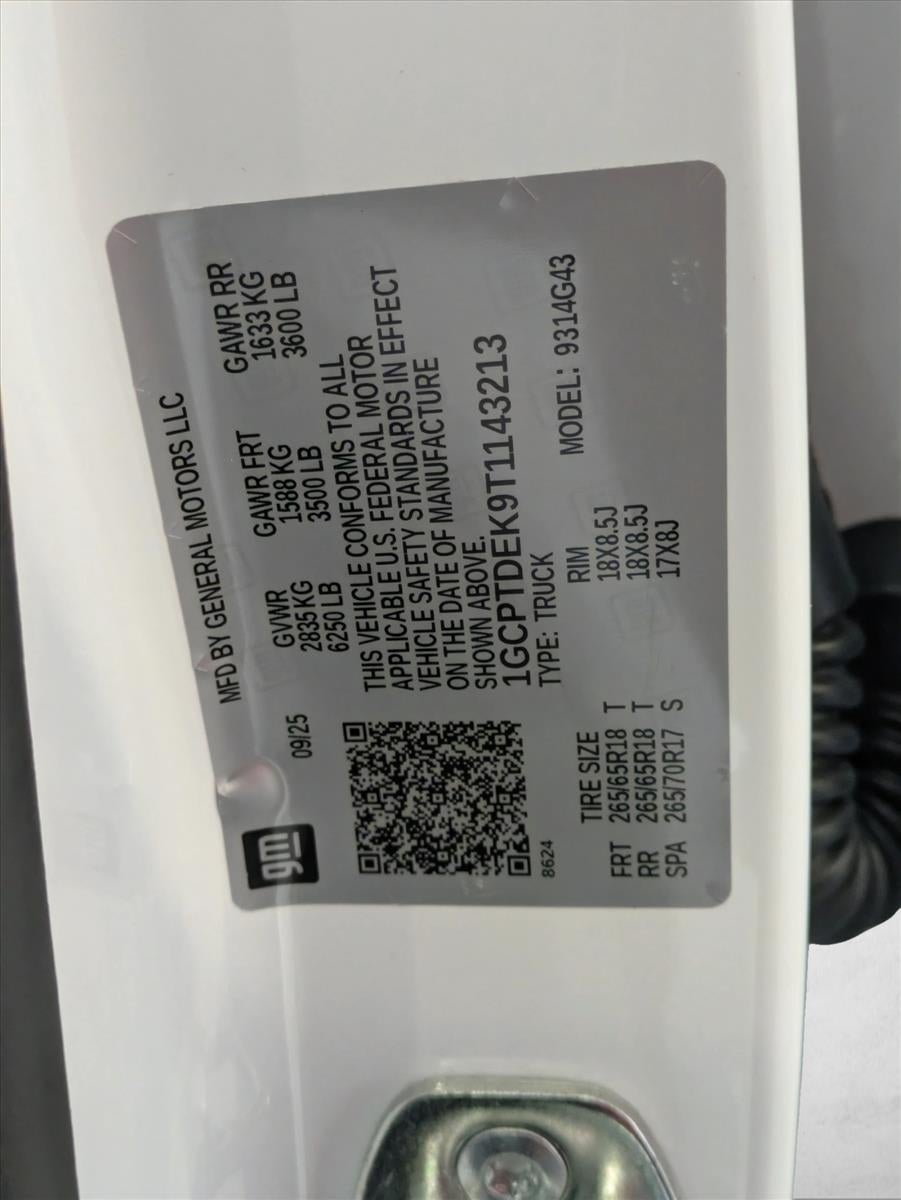 gm
MFD BY GENERAL MOTORS LLC
09/25
GVWR GAWR FRT GAWR RR
2835 KG 1588 KG 1633 KG
6250 LB 3500 LB 3600 LB
THIS VEHICLE CONFORMS TO ALL
APPLICABLE U.S. FEDERAL MOTOR
VEHICLE SAFETY STANDARDS IN EFFECT
ON THE DATE OF MANUFACTURE
SHOWN ABOVE.
1GCPTDEK9T1143213
8624
TYPE: TRUCK MODEL: 9314G43
TIRE SIZE RIM
FRT 265/65R18 T 18X8.5J
RR 265/65R18 T 18X8.5J
SPA 265/70R17 S 17X8J